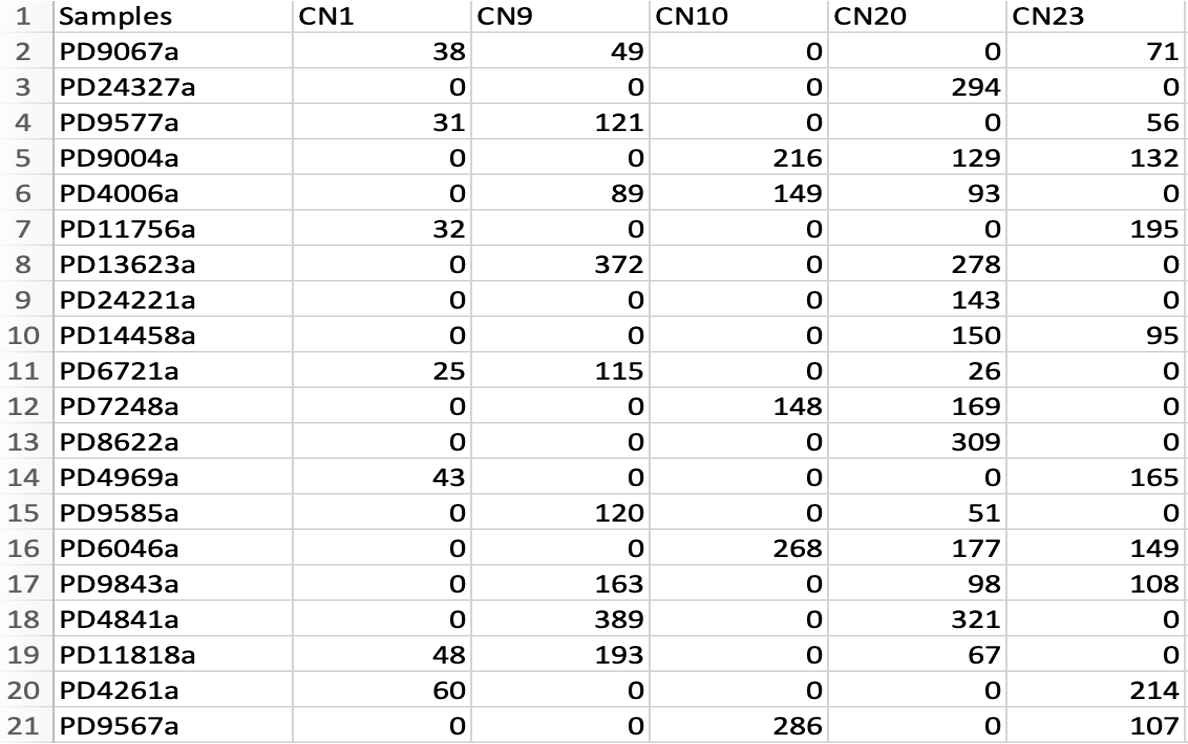 1 Samples CN1 CN9 CN10 CN20 CN23
2 PD9067a 38 49 0 0 71
3 PD24327a 0 0 0 294 0
4 PD9577a 31 121 0 0 56
5 PD9004a 0 0 216 129 132
6 PD4006a 0 89 149 93 0
7 PD11756a 32 0 0 0 195
8 PD13623a 0 372 0 278 0
9 PD24221a 0 0 0 143 0
10 PD14458a 0 0 0 150 95
11 PD6721a 25 115 0 26 0
12 PD7248a 0 0 148 169 0
13 PD8622a 0 0 0 309 0
14 PD4969a 43 0 0 0 165
15 PD9585a 0 120 0 51 0
16 PD6046a 0 0 268 177 149
17 PD9843a 0 163 0 98 108
18 PD4841a 0 389 0 321 0
19 PD11818a 48 193 0 67 0
20 PD4261a 60 0 0 0 214
21 PD9567a 0 0 286 0 107